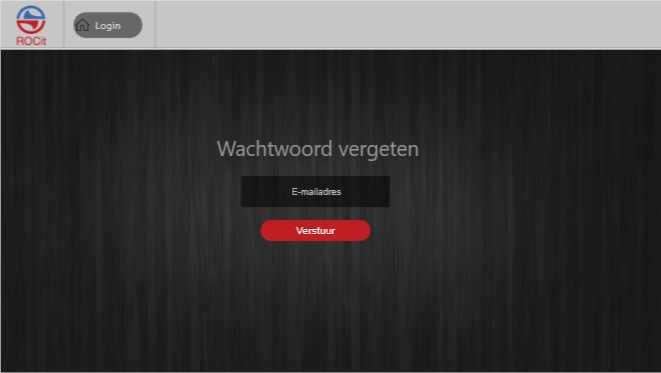 ROCit
Login
Wachtwoord vergeten
E-mailadres
Verstuur